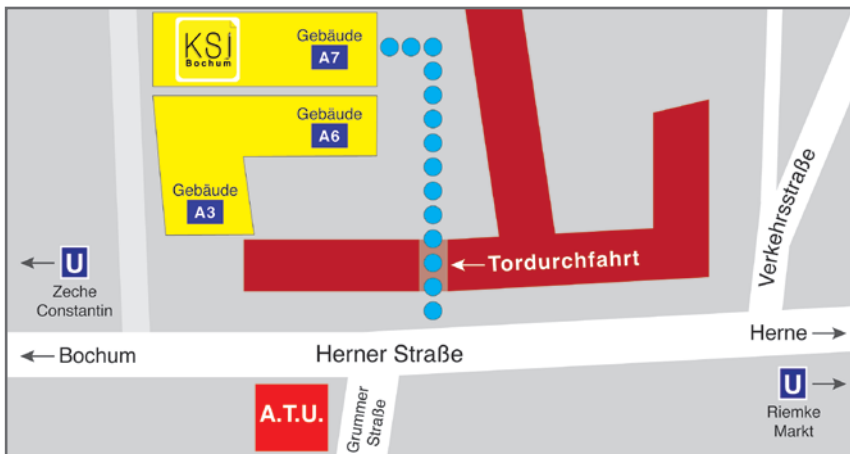 KSJ
Bochum
Gebäude
A7
Gebäude
A6
Gebäude
A3
Tordurchfahrt
Verkehrsstraße
U
Zeche
Constantin
Herne
Bochum
Herner Straße
A.T.U.
Grummer
Straße
U
Riemke
Markt